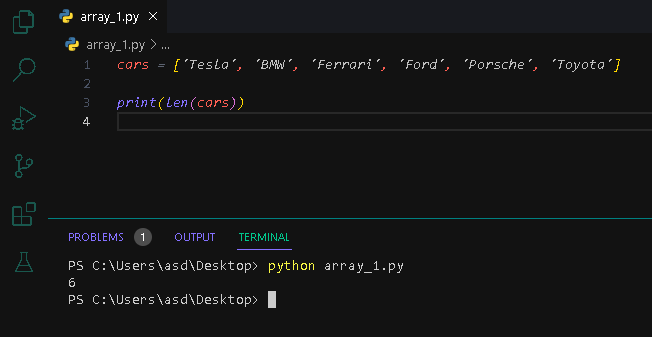 array_1.py ×
array_1.py > ...
1 cars = ['Tesla', 'BMW', 'Ferrari', 'Ford', 'Porsche', 'Toyota']
2
3 print(len(cars))
4
PROBLEMS 1 OUTPUT TERMINAL
PS C:\Users\asd\Desktop> python array_1.py
6
PS C:\Users\asd\Desktop>